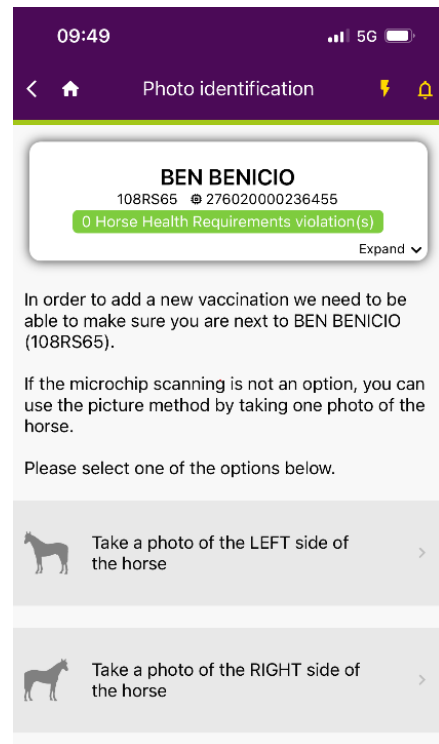 09:49
5G
Photo identification
BEN BENICIO
108RS65 276020000236455
0 Horse Health Requirements violation(s)
Expand
In order to add a new vaccination we need to be
able to make sure you are next to BEN BENICIO
(108RS65).
If the microchip scanning is not an option, you can
use the picture method by taking one photo of the
horse.
Please select one of the options below.
Take a photo of the LEFT side of
the horse
Take a photo of the RIGHT side of
the horse